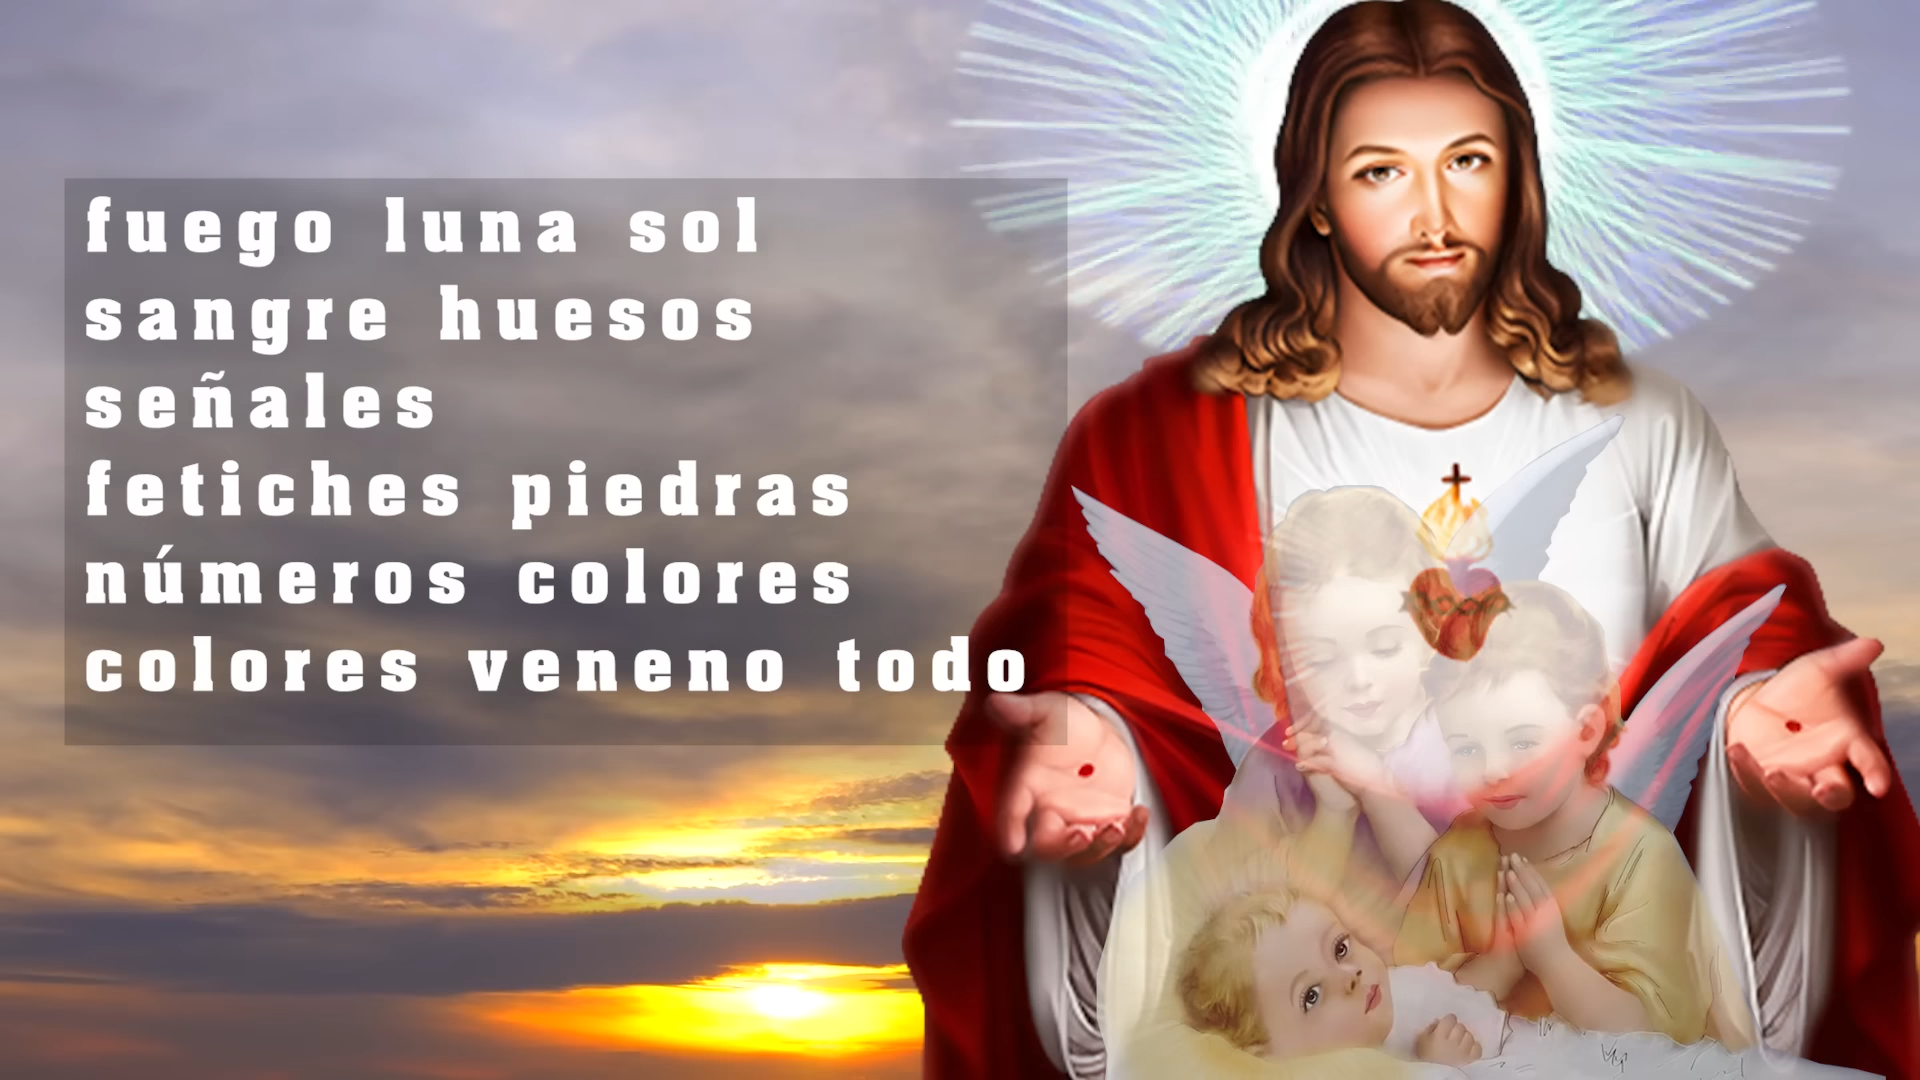 fuego luna sol
sangre huesos
señales
fetiches piedras
números colores
colores veneno todo